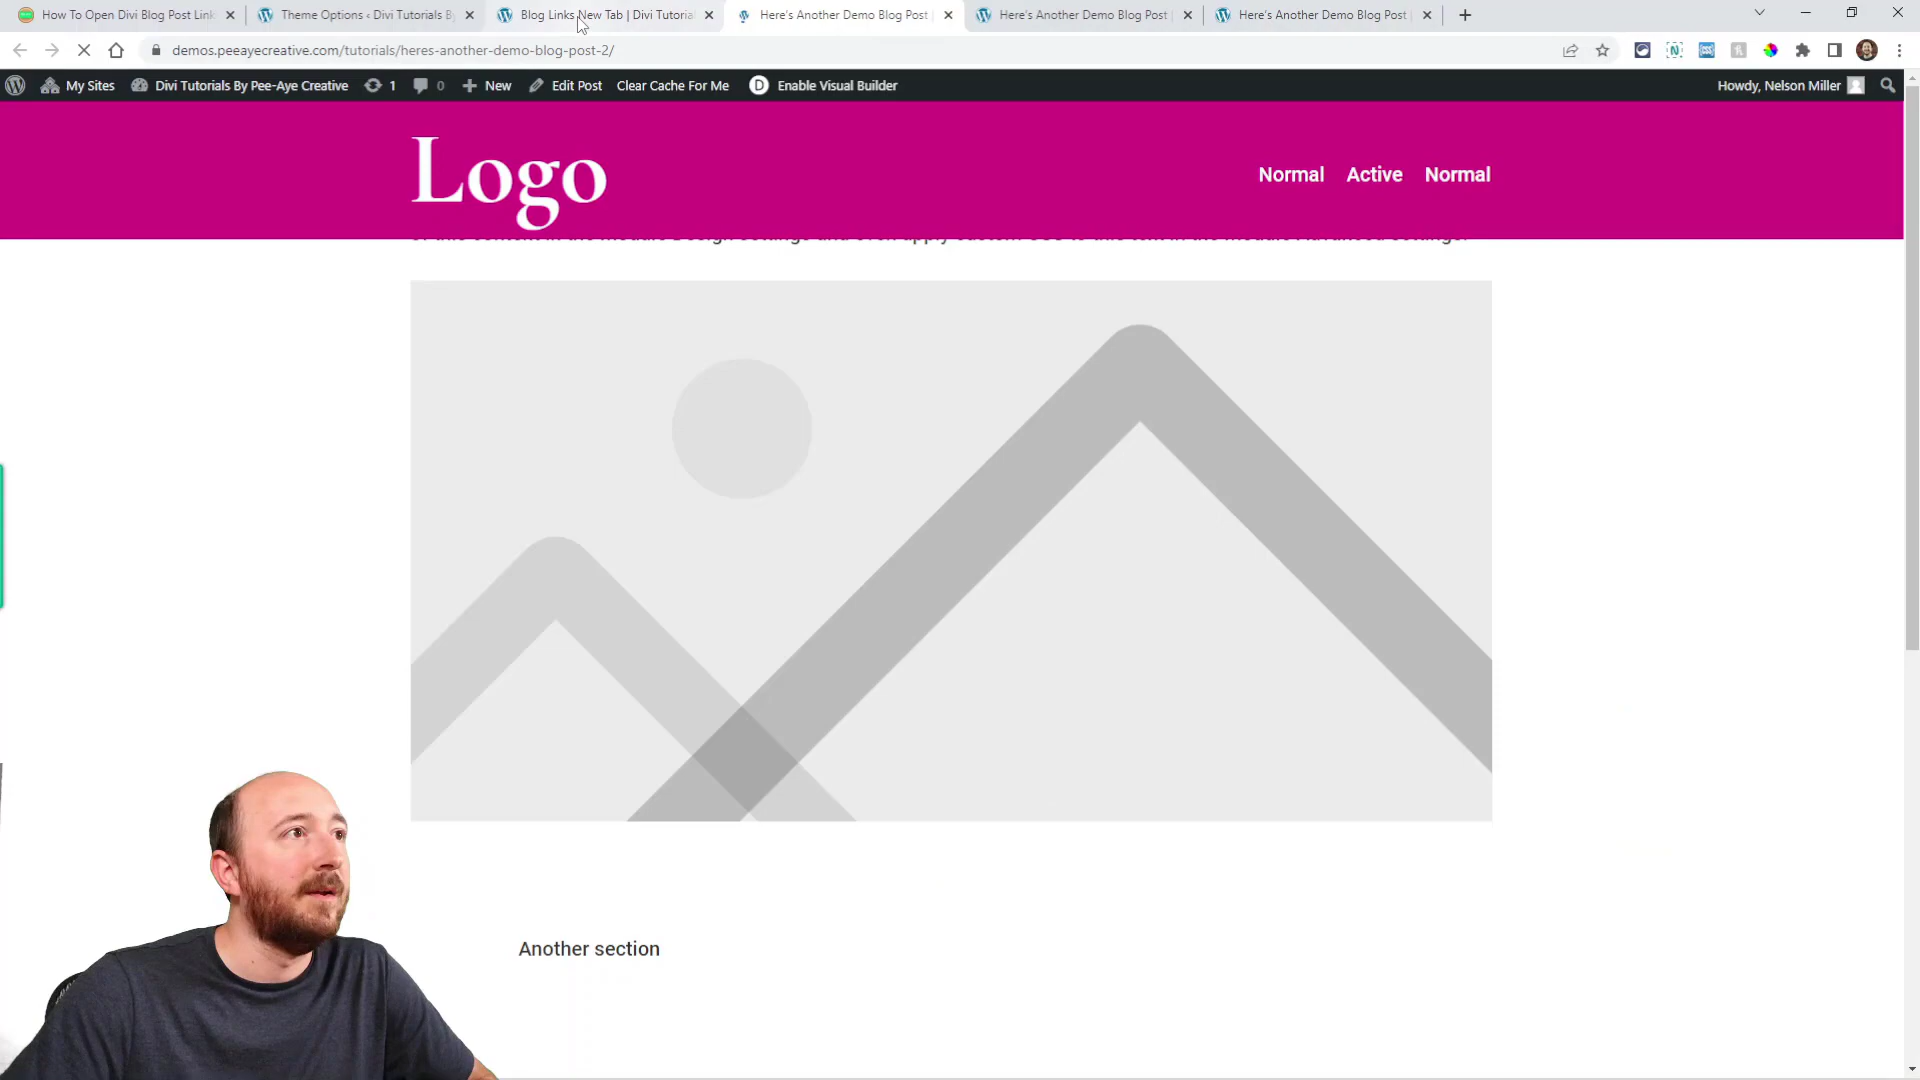 How To Open Divi Blog Post Link
Theme Options ‹ Divi Tutorials By
Blog Links New Tab | Divi Tutoria
Here's Another Demo Blog Post |
Here's Another Demo Blog Post |
Here's Another Demo Blog Post |
demos.peeayecreative.com/tutorials/heres-another-demo-blog-post-2/
My Sites
Divi Tutorials By Pee-Aye Creative
1
0
New
Edit Post
Clear Cache For Me
D
Enable Visual Builder
Howdy, Nelson Miller
Logo
Normal
Active
Normal
Another section